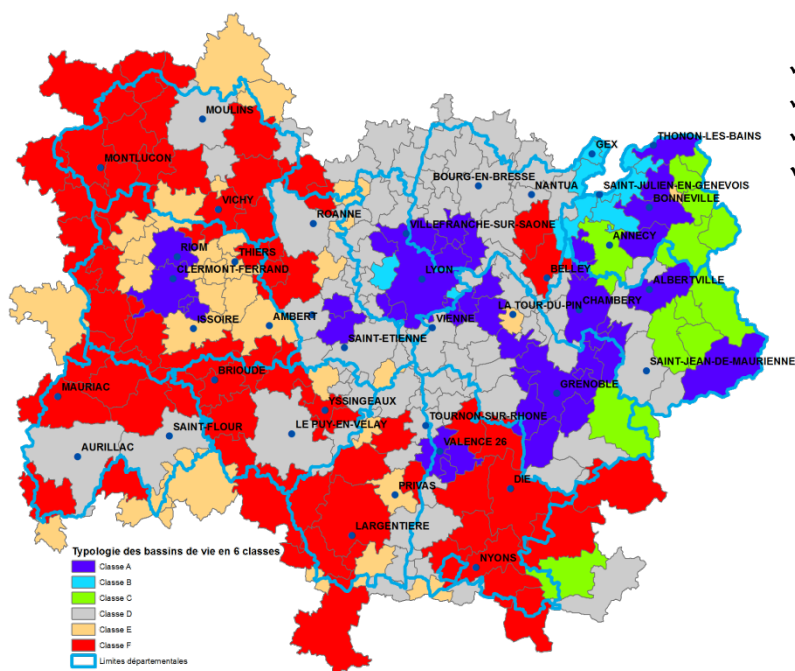 MOULINS
MONTLUCON
VICHY
GEX
THONON-LES-BAINS
BOURG-EN-BRESSE
NANTUA
SAINT-JULIEN-EN-GENEVOIS
BONNEVILLE
ROANNE
VILLEFRANCHE-SUR-SAONE
ANNECY
RIOM
THIERS
CLERMONT-FERRAND
LYON
BELLEY
ALBERTVILLE
CHAMBERY
ISSOIRE
AMBERT
VIENNE
LA TOUR-DU-PIN
SAINT-ETIENNE
SAINT-JEAN-DE-MAURIENNE
MAURIAC
BRIOUDE
GRENOBLE
YSSINGEAUX
SAINT-FLOUR
LE PUY-EN-VELAY
TOURNON-SUR-RHONE
AURILLAC
VALENCE 26
PRIVAS
DIE
LARGENTIERE
NYONS
Typologie des bassins de vie en 6 classes
Classe A
Classe B
Classe C
Classe D
Classe E
Classe F
Limites départementales